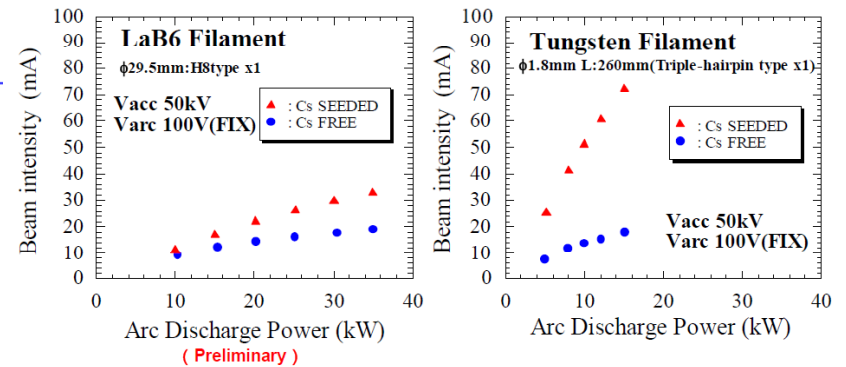 LaB6 Filament
ϕ29.5mm:H8type x1
Vacc 50kV
Varc 100V(FIX)
: Cs SEEDED
: Cs FREE
Beam intensity (mA)
100
90
80
70
60
50
40
30
20
10
0
0 10 20 30 40
Arc Discharge Power (kW)
( Preliminary )
Tungsten Filament
ϕ1.8mm L:260mm(Triple-hairpin type x1)
: Cs SEEDED
: Cs FREE
Vacc 50kV
Varc 100V(FIX)
Beam intensity (mA)
100
90
80
70
60
50
40
30
20
10
0
0 10 20 30 40
Arc Discharge Power (kW)